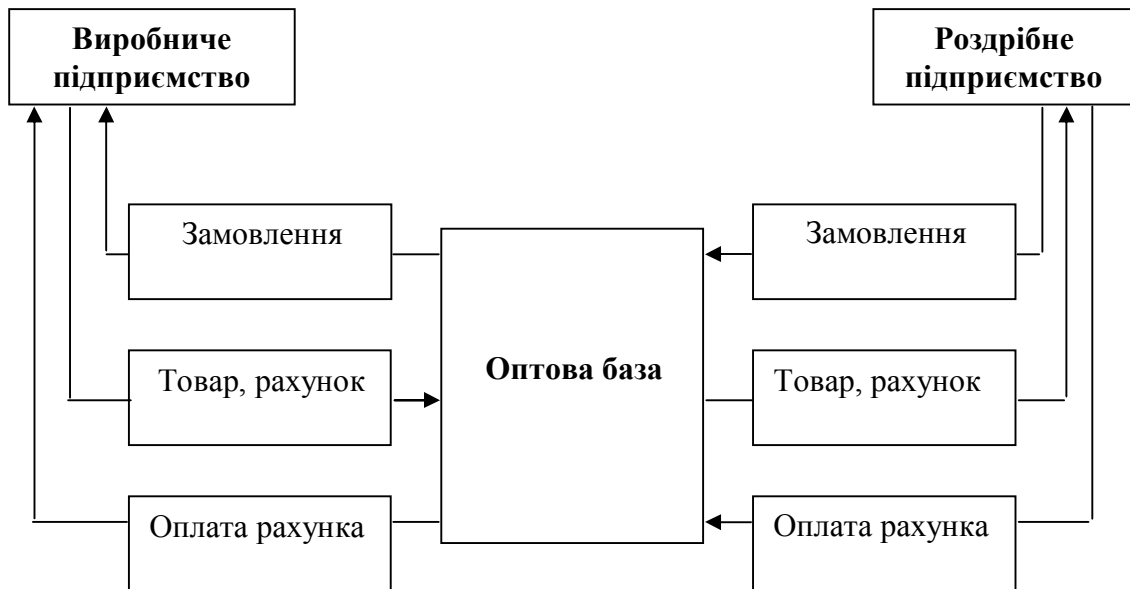 Виробниче
підприємство
Роздрібне
підприємство
Замовлення
Замовлення
Оптова база
Товар, рахунок
Товар, рахунок
Оплата рахунка
Оплата рахунка